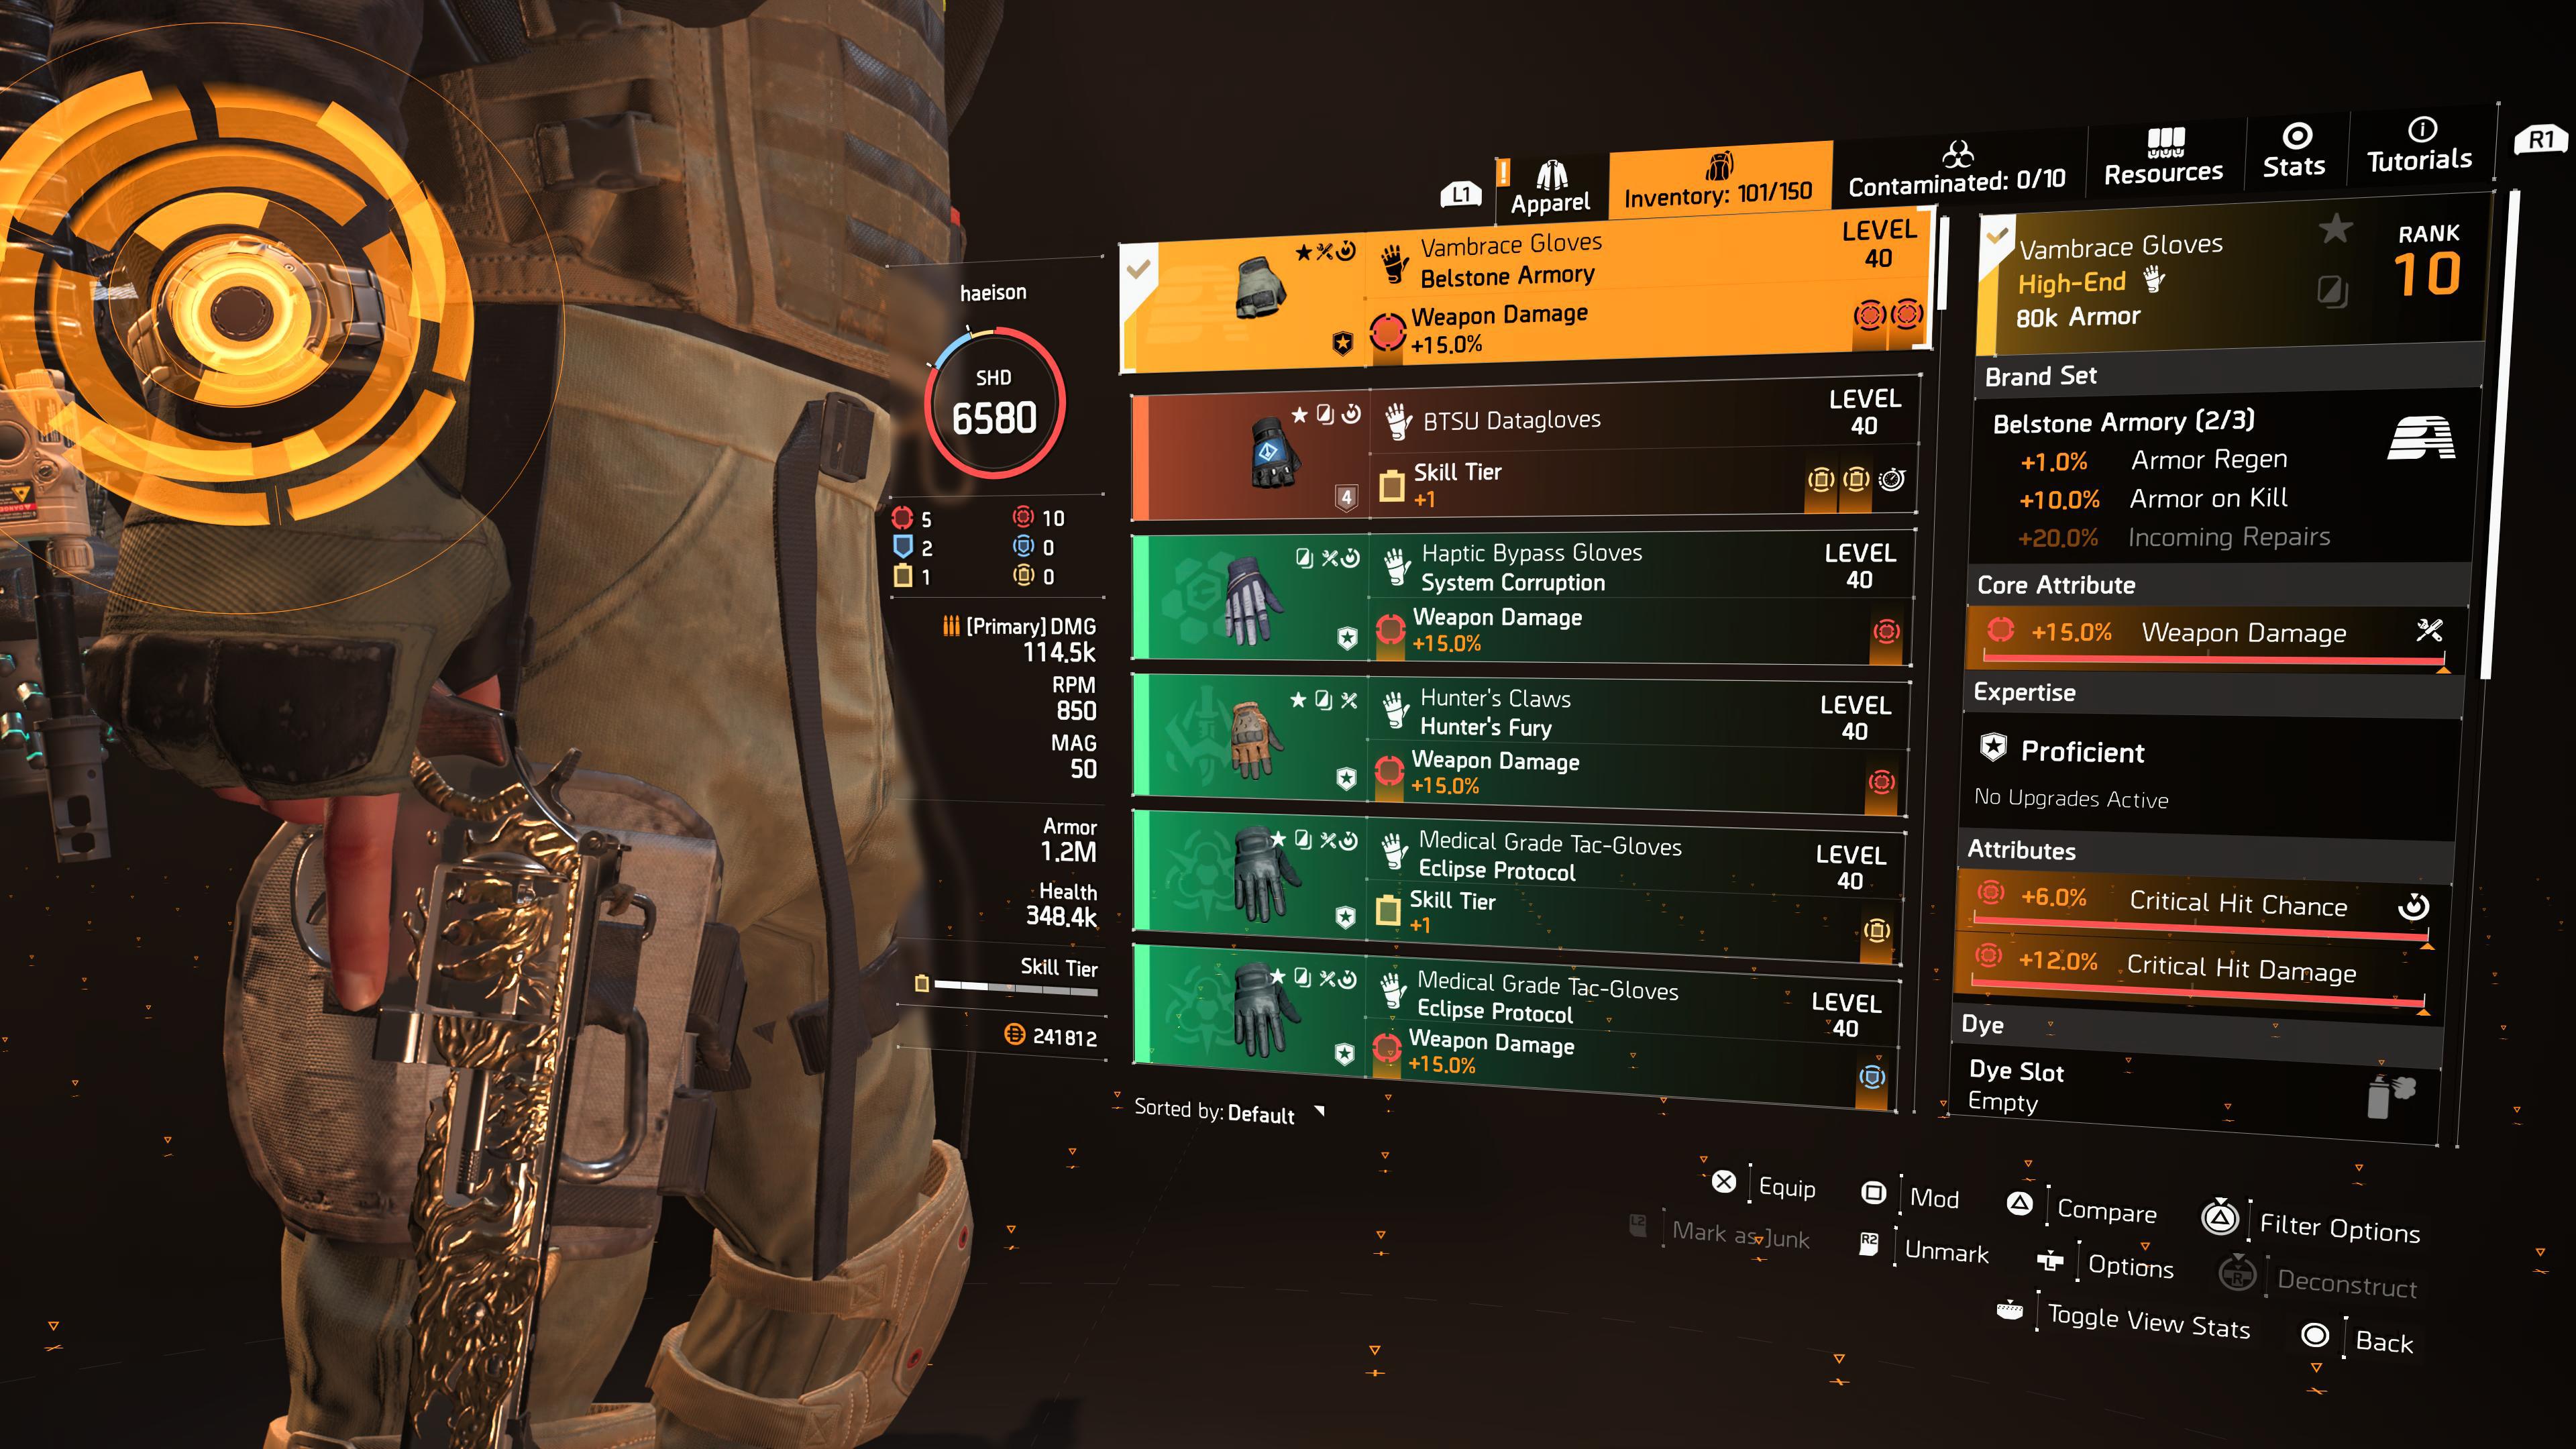 L1
! Apparel
Inventory: 101/150
Contaminated: 0/10
Resources
Stats
Tutorials
R1
haeison
SHD
6580
5
10
2
0
1
0
[Primary] DMG
114.5k
RPM
850
MAG
50
Armor
1.2M
Health
348.4k
Skill Tier
241812
Vambrace Gloves
Belstone Armory
LEVEL
40
Weapon Damage
+15.0%
BTSU Datagloves
LEVEL
40
4
Skill Tier
+1
Haptic Bypass Gloves
System Corruption
LEVEL
40
Weapon Damage
+15.0%
Hunter's Claws
Hunter's Fury
LEVEL
40
Weapon Damage
+15.0%
Medical Grade Tac-Gloves
Eclipse Protocol
LEVEL
40
Skill Tier
+1
Medical Grade Tac-Gloves
Eclipse Protocol
LEVEL
40
Weapon Damage
+15.0%
Sorted by: Default
Vambrace Gloves
High-End
80k Armor
RANK
10
Brand Set
Belstone Armory (2/3)
+1.0% Armor Regen
+10.0% Armor on Kill
+20.0% Incoming Repairs
Core Attribute
+15.0% Weapon Damage
Expertise
Proficient
No Upgrades Active
Attributes
+6.0% Critical Hit Chance
+12.0% Critical Hit Damage
Dye
Dye Slot
Empty
Equip
Mod
Compare
Filter Options
L2 Mark as Junk
R2 Unmark
L Options
R Deconstruct
Toggle View Stats
Back